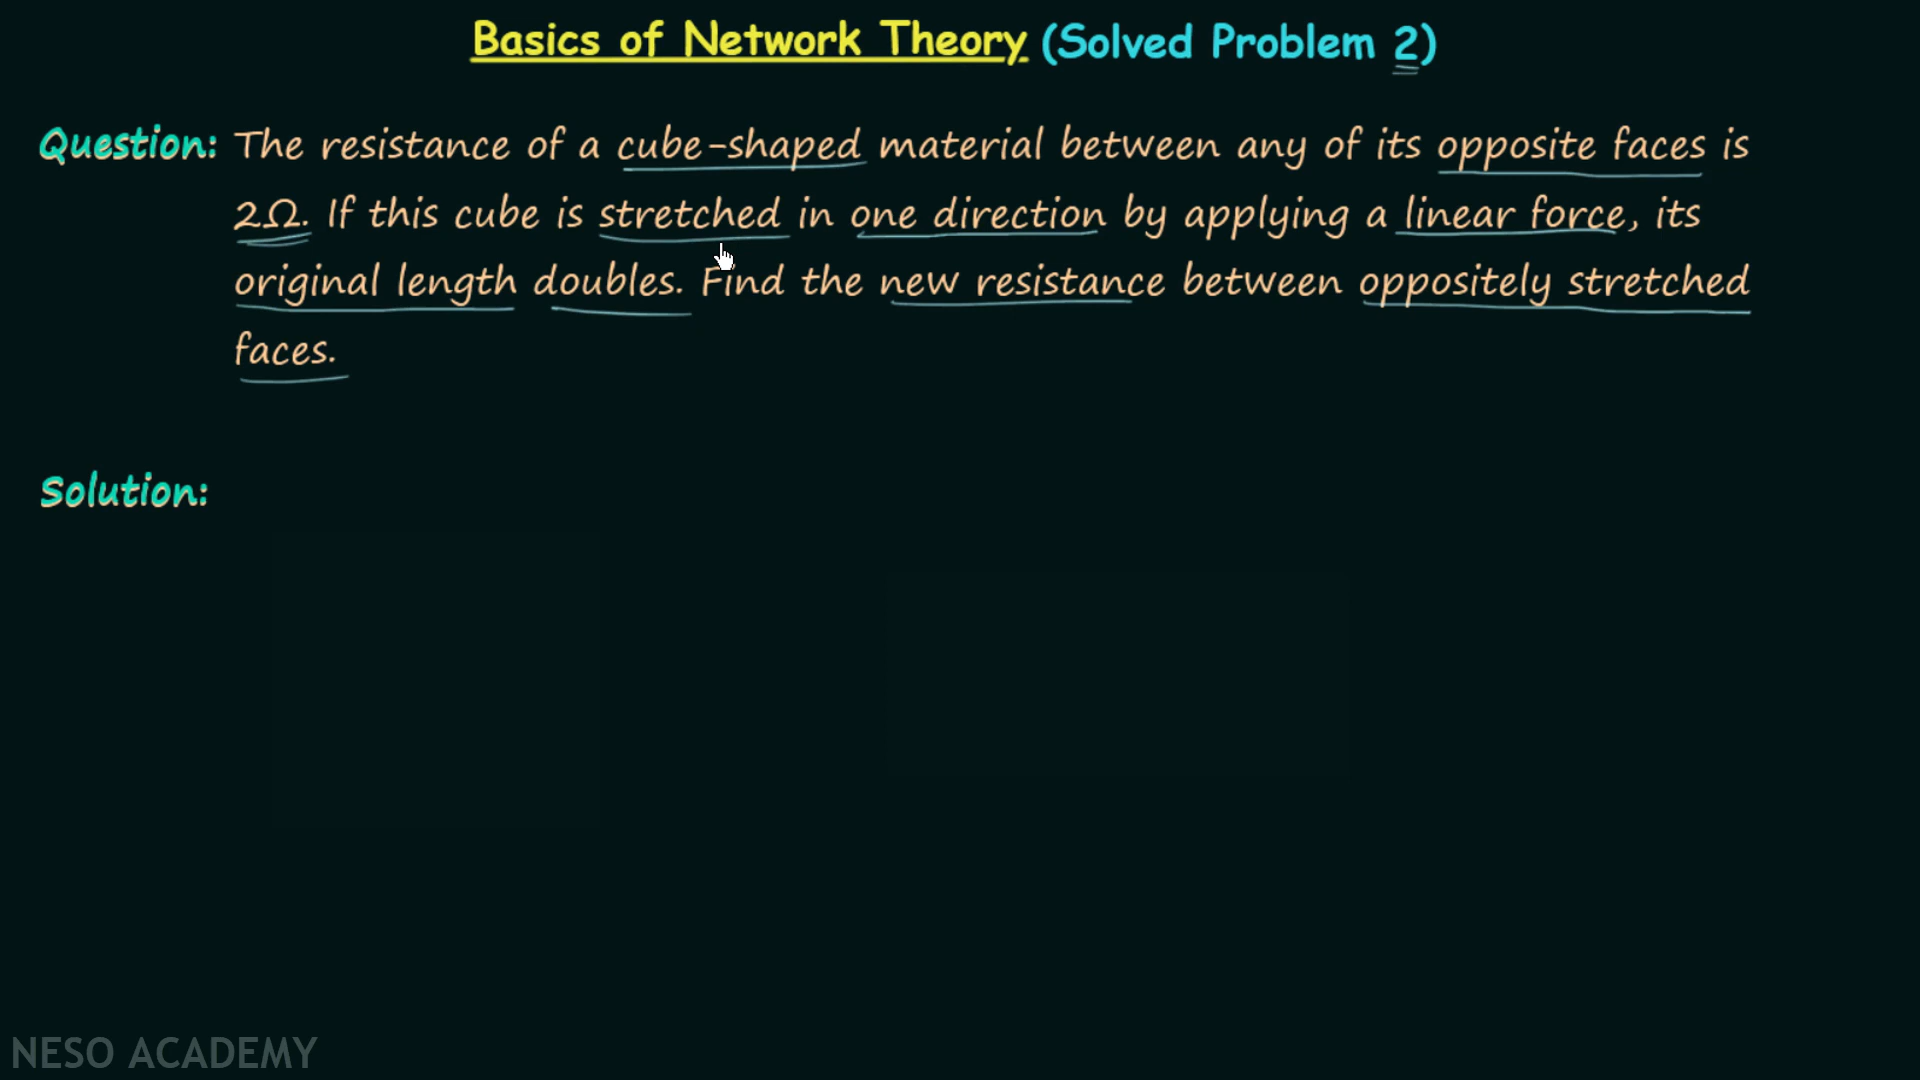 Basics of Network Theory (Solved Problem 2)
Question: The resistance of a cube-shaped material between any of its opposite faces is
2Ω. If this cube is stretched in one direction by applying a linear force, its
original length doubles. Find the new resistance between oppositely stretched
faces.
Solution:
NESO ACADEMY